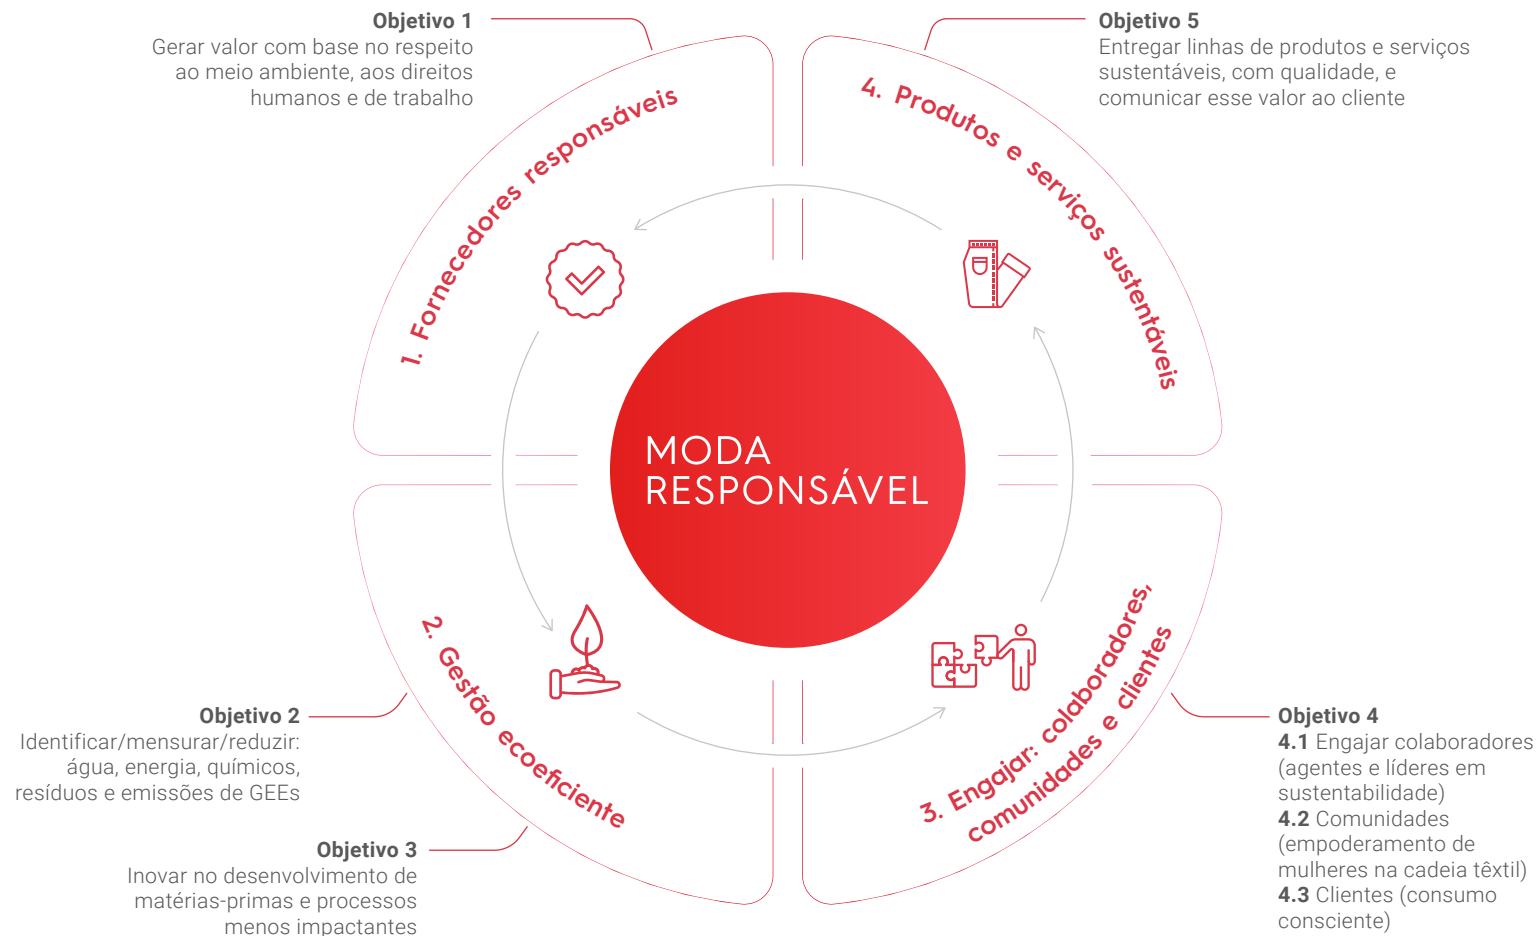 Objetivo 1
Gerar valor com base no respeito
ao meio ambiente, aos direitos
humanos e de trabalho
Objetivo 5
Entregar linhas de produtos e serviços
sustentáveis, com qualidade, e
comunicar esse valor ao cliente
1. Fornecedores responsáveis
4. Produtos e serviços sustentáveis
MODA
RESPONSÁVEL
2. Gestão ecoeficiente
3. Engajar: colaboradores,
comunidades e clientes
Objetivo 2
Identificar/mensurar/reduzir:
água, energia, químicos,
resíduos e emissões de GEEs
Objetivo 3
Inovar no desenvolvimento de
matérias-primas e processos
menos impactantes
Objetivo 4
4.1 Engajar colaboradores
(agentes e líderes em
sustentabilidade)
4.2 Comunidades
(empoderamento de
mulheres na cadeia têxtil)
4.3 Clientes (consumo
consciente)